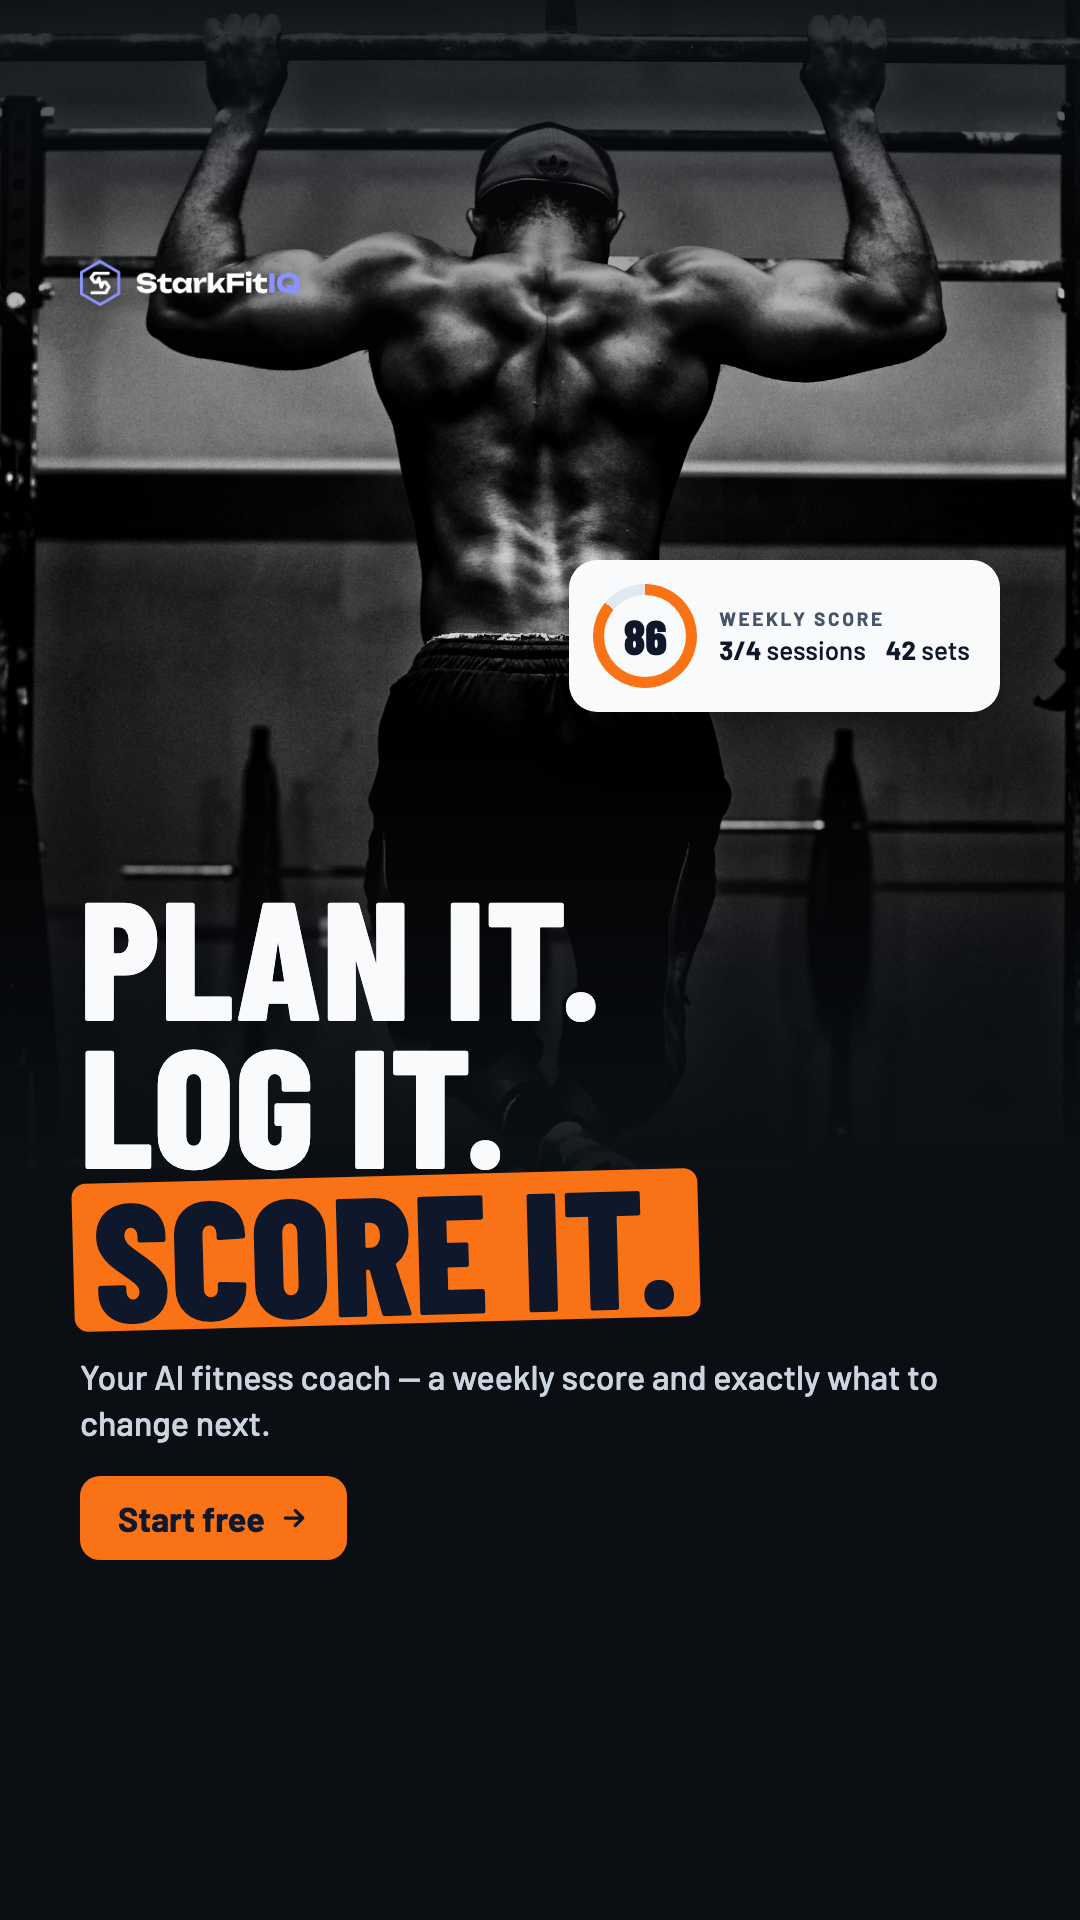 StarkFitIQ
86
WEEKLY SCORE
3/4 sessions 42 sets
PLAN IT.
LOG IT.
SCORE IT.
Your AI fitness coach — a weekly score and exactly what to
change next.
Start free →